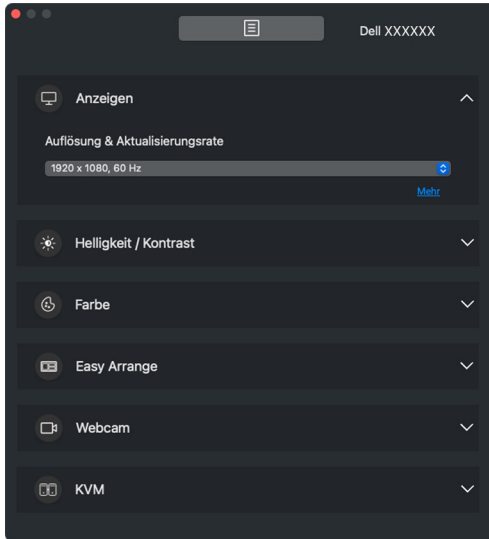 Dell XXXXXX
Anzeigen
Auflösung & Aktualisierungsrate
1920 x 1080, 60 Hz
Mehr
Helligkeit / Kontrast
Farbe
Easy Arrange
Webcam
KVM